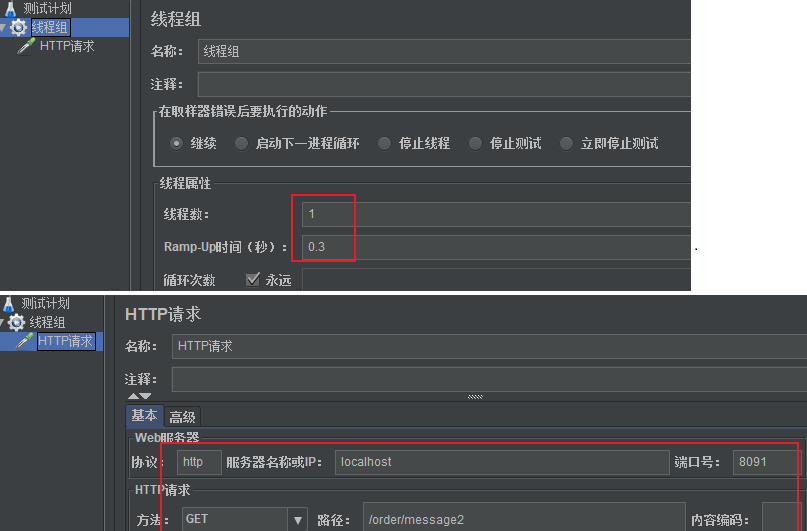 测试计划
线程组
HTTP请求
线程组
名称： 线程组
注释：
在取样器错误后要执行的动作
继续 启动下一进程循环 停止线程 停止测试 立即停止测试
线程属性
线程数： 1
Ramp-Up时间（秒）： 0.3
循环次数 永远
测试计划
线程组
HTTP请求
HTTP请求
名称： HTTP请求
注释：
基本 高级
Web服务器
协议： http 服务器名称或IP： localhost 端口号： 8091
HTTP请求
方法： GET 路径： /order/message2 内容编码：